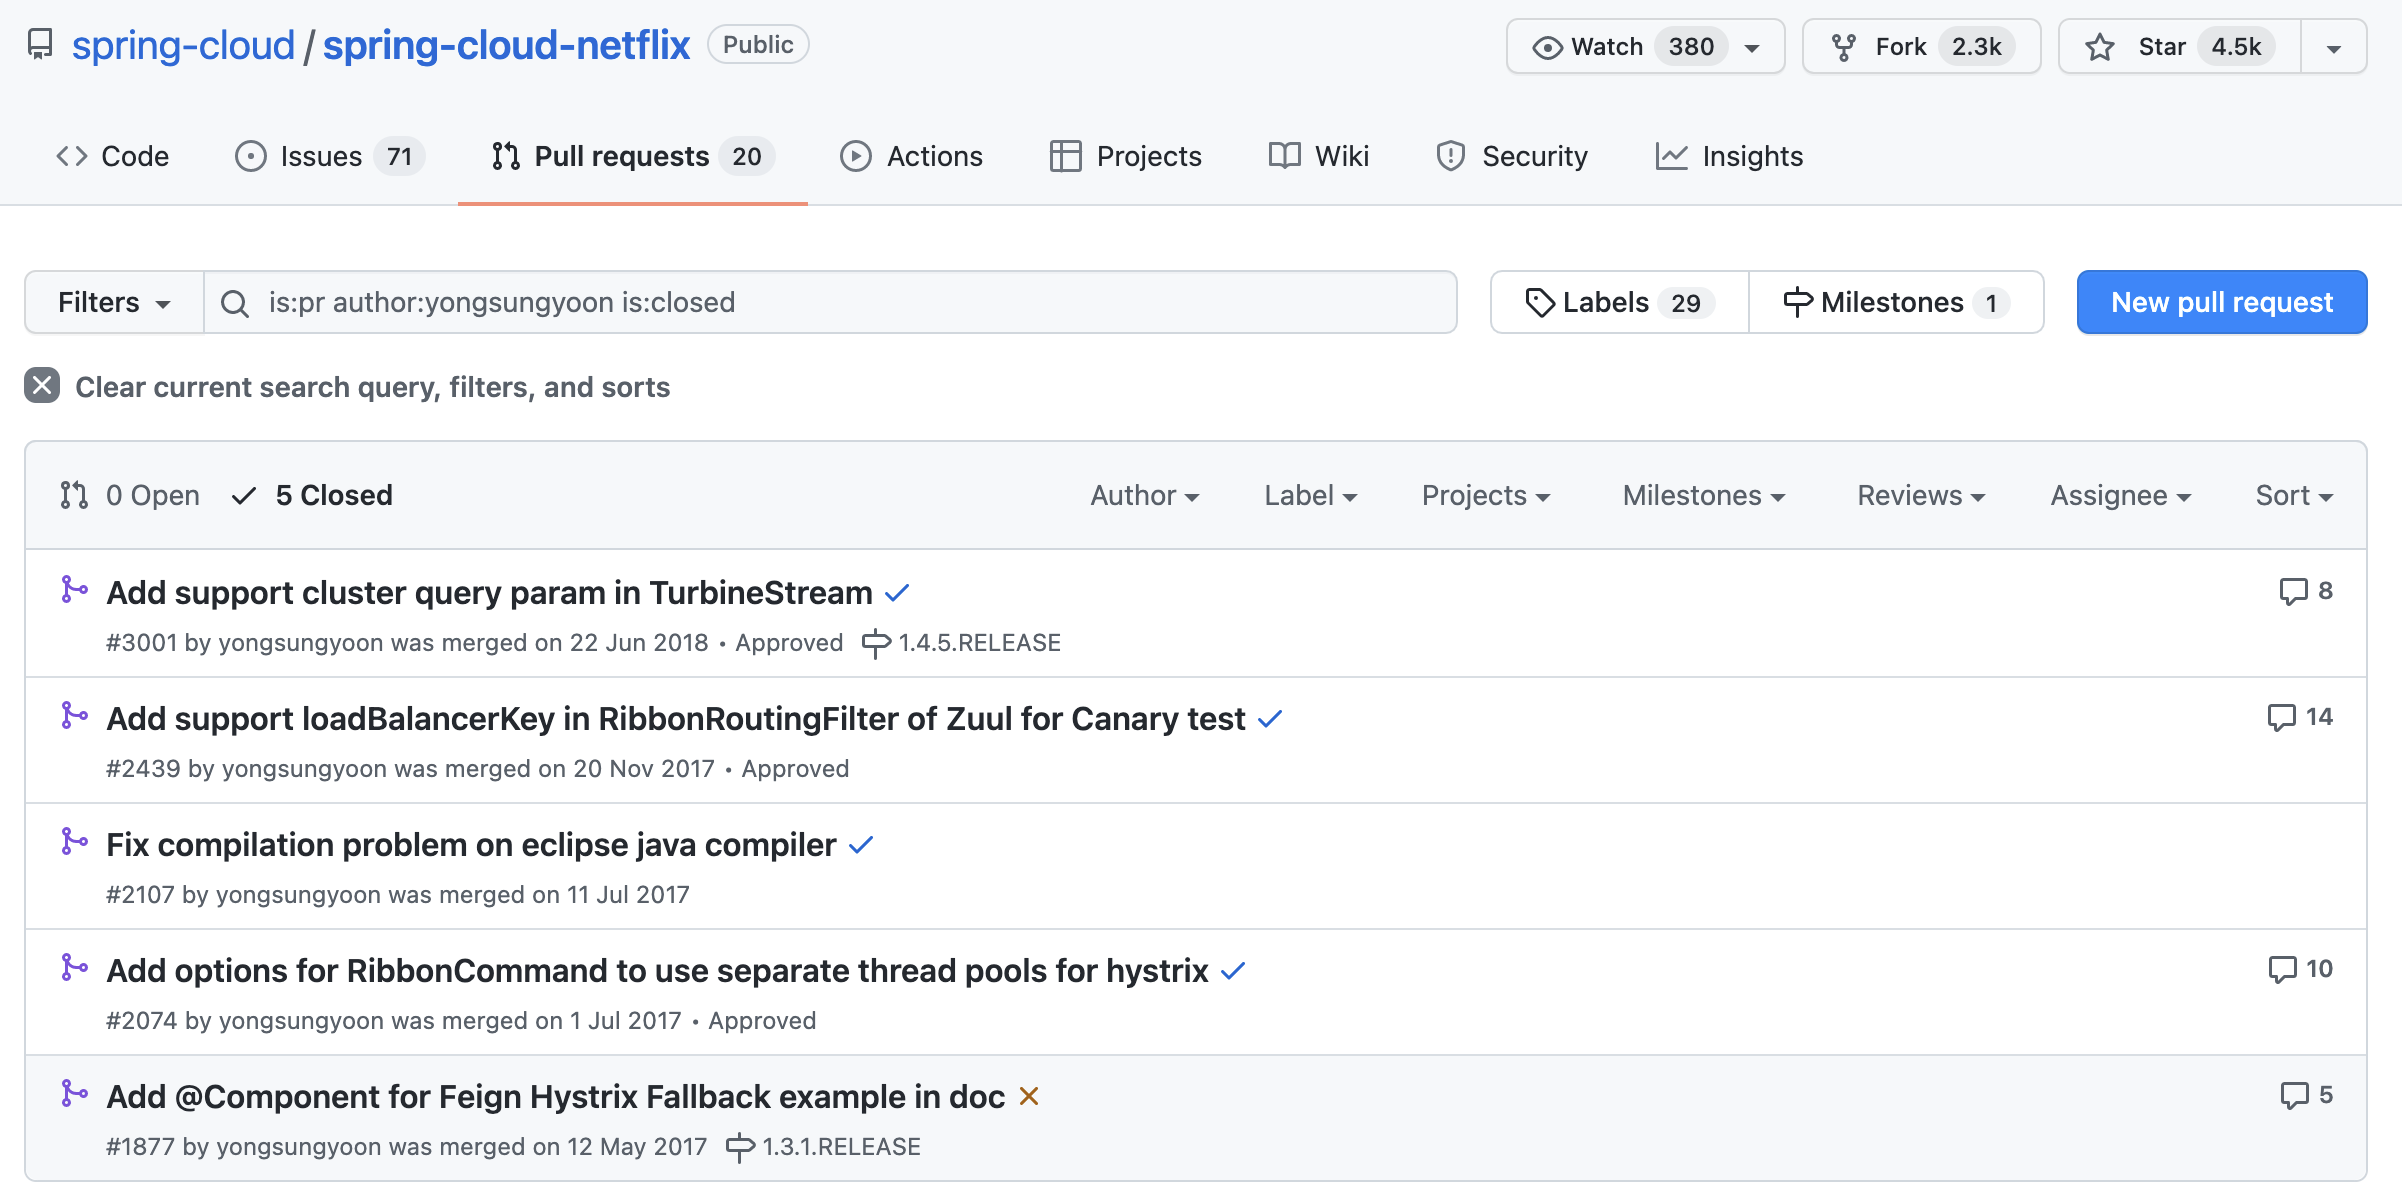 spring-cloud / spring-cloud-netflix Public Watch 380 Fork 2.3k Star 4.5k
Code Issues 71 Pull requests 20 Actions Projects Wiki Security Insights
Filters is:pr author:yongsungyoon is:closed Labels 29 Milestones 1 New pull request
Clear current search query, filters, and sorts
0 Open 5 Closed Author Label Projects Milestones Reviews Assignee Sort
Add support cluster query param in TurbineStream 8
#3001 by yongsungyoon was merged on 22 Jun 2018 • Approved 1.4.5.RELEASE
Add support loadBalancerKey in RibbonRoutingFilter of Zuul for Canary test 14
#2439 by yongsungyoon was merged on 20 Nov 2017 • Approved
Fix compilation problem on eclipse java compiler
#2107 by yongsungyoon was merged on 11 Jul 2017
Add options for RibbonCommand to use separate thread pools for hystrix 10
#2074 by yongsungyoon was merged on 1 Jul 2017 • Approved
Add @Component for Feign Hystrix Fallback example in doc 5
#1877 by yongsungyoon was merged on 12 May 2017 1.3.1.RELEASE